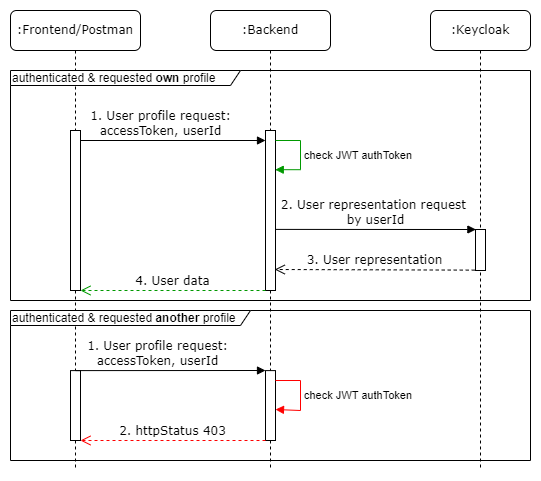 :Frontend/Postman
:Backend
:Keycloak
authenticated & requested own profile
1. User profile request:
accessToken, userId
check JWT authToken
2. User representation request
by userId
3. User representation
4. User data
authenticated & requested another profile
1. User profile request:
accessToken, userId
check JWT authToken
2. httpStatus 403